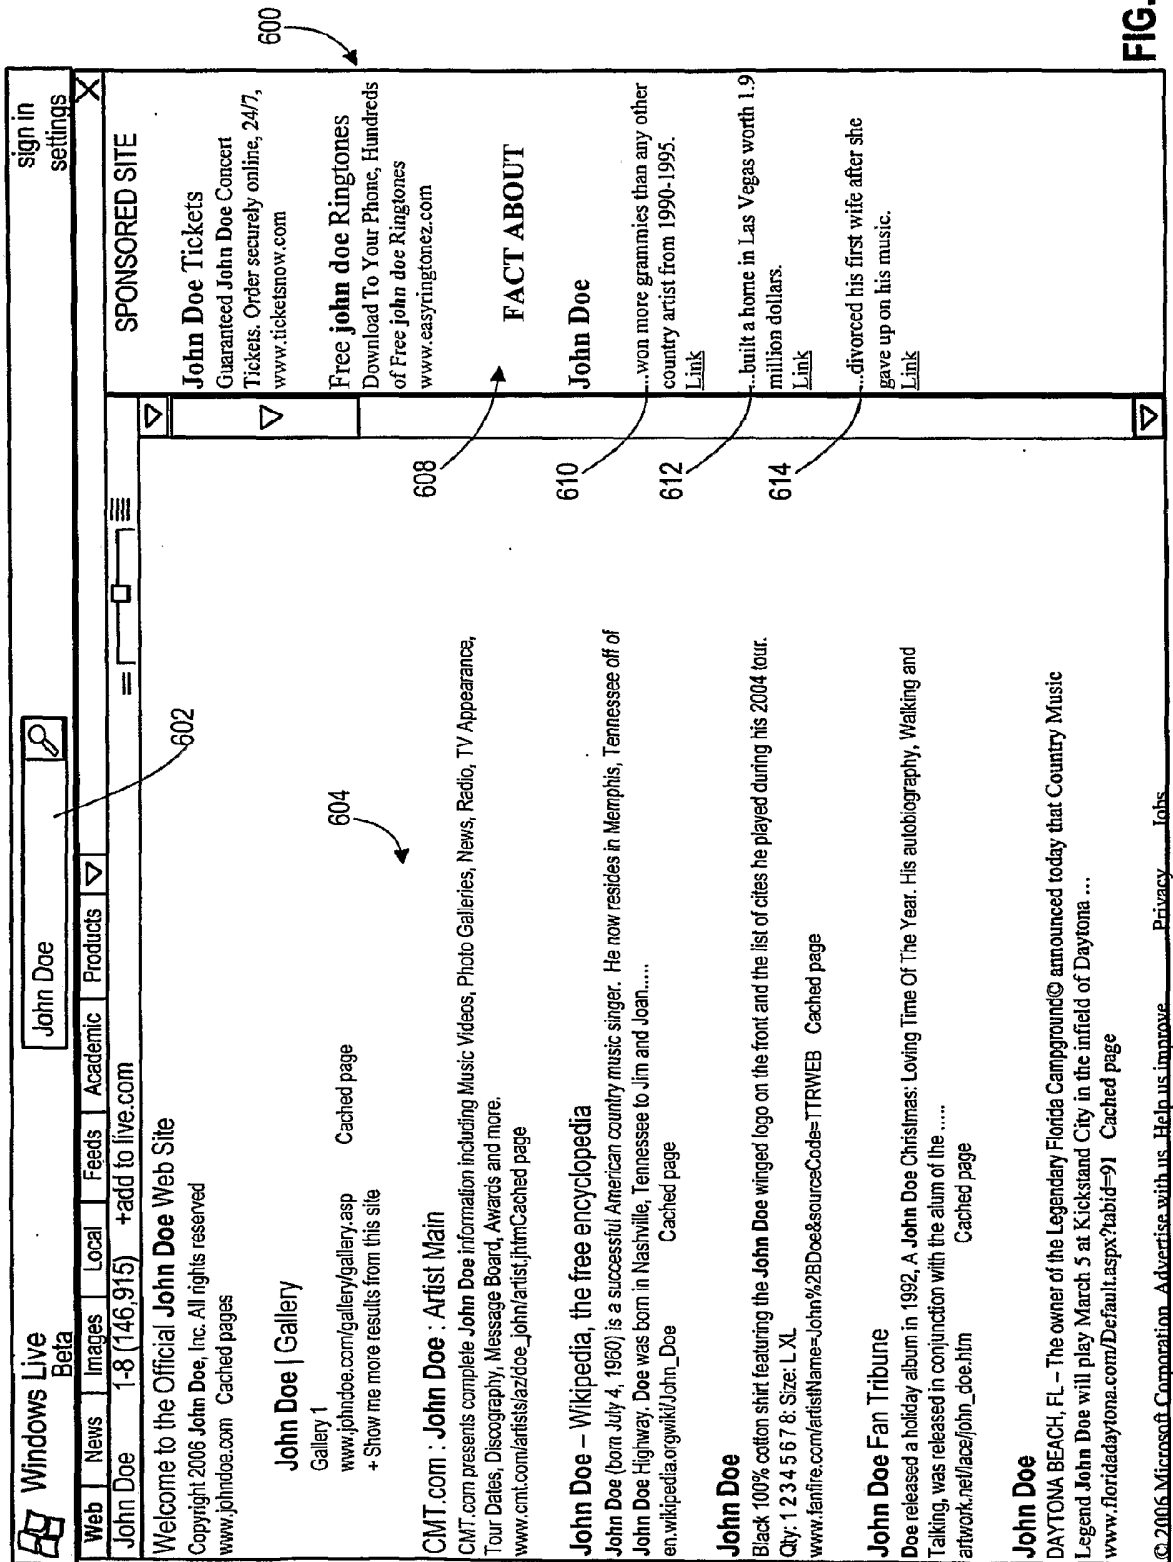 Windows Live
Beta
John Doe
sign in
settings
Web | News | Images | Local | Feeds | Academic | Products
John Doe 1-8 (146,915) +add to live.com
602
Welcome to the Official John Doe Web Site
Copyright 2006 John Doe, Inc. All rights reserved
www.johndoe.com Cached pages
John Doe | Gallery
Gallery 1
www.johndoe.com/gallery/gallery.asp Cached page
+ Show me more results from this site
604
CMT.com : John Doe : Artist Main
CMT.com presents complete John Doe information including Music Videos, Photo Galleries, News, Radio, TV Appearance,
Tour Dates, Discography, Message Board, Awards and more.
www.cmt.com/artists/az/doe_john/artist.jhtmCached page
John Doe – Wikipedia, the free encyclopedia
John Doe (born July 4, 1960) is a successful American country music singer. He now resides in Memphis, Tennessee off of
John Doe Highway. Doe was born in Nashville, Tennessee to Jim and Joan.....
en.wikipedia.orgwiki/John_Doe Cached page
John Doe
Black 100% cotton shirt featuring the John Doe winged logo on the front and the list of cites he played during his 2004 tour.
Qty: 1 2 3 4 5 6 7 8: Size: L XL
www.fanfire.com/artistName=John%2BDoe&sourceCode=TTRWEB Cached page
John Doe Fan Tribune
Doe released a holiday album in 1992, A John Doe Christmas: Loving Time Of The Year. His autobiography, Walking and
Talking, was released in conjunction with the alum of the .....
artwork.net/lace/john_doe.htm Cached page
John Doe
DAYTONA BEACH, FL – The owner of the Legendary Florida Campground© announced today that Country Music
Legend John Doe will play March 5 at Kickstand City in the infield of Daytona ...
www.floridadaytona.com/Default.aspx?tabid=91 Cached page
© 2006 Microsoft Corporation Advertise with us Help us improve Privacy Jobs
SPONSORED SITE
600
John Doe Tickets
Guaranteed John Doe Concert
Tickets. Order securely online, 24/7,
www.ticketsnow.com
Free john doe Ringtones
Download To Your Phone, Hundreds
of Free john doe Ringtones
www.easyringtonez.com
608
FACT ABOUT
John Doe
610
...won more grammies than any other
country artist from 1990-1995.
Link
612
...built a home in Las Vegas worth 1.9
million dollars.
Link
614
...divorced his first wife after she
gave up on his music.
Link
FIG.